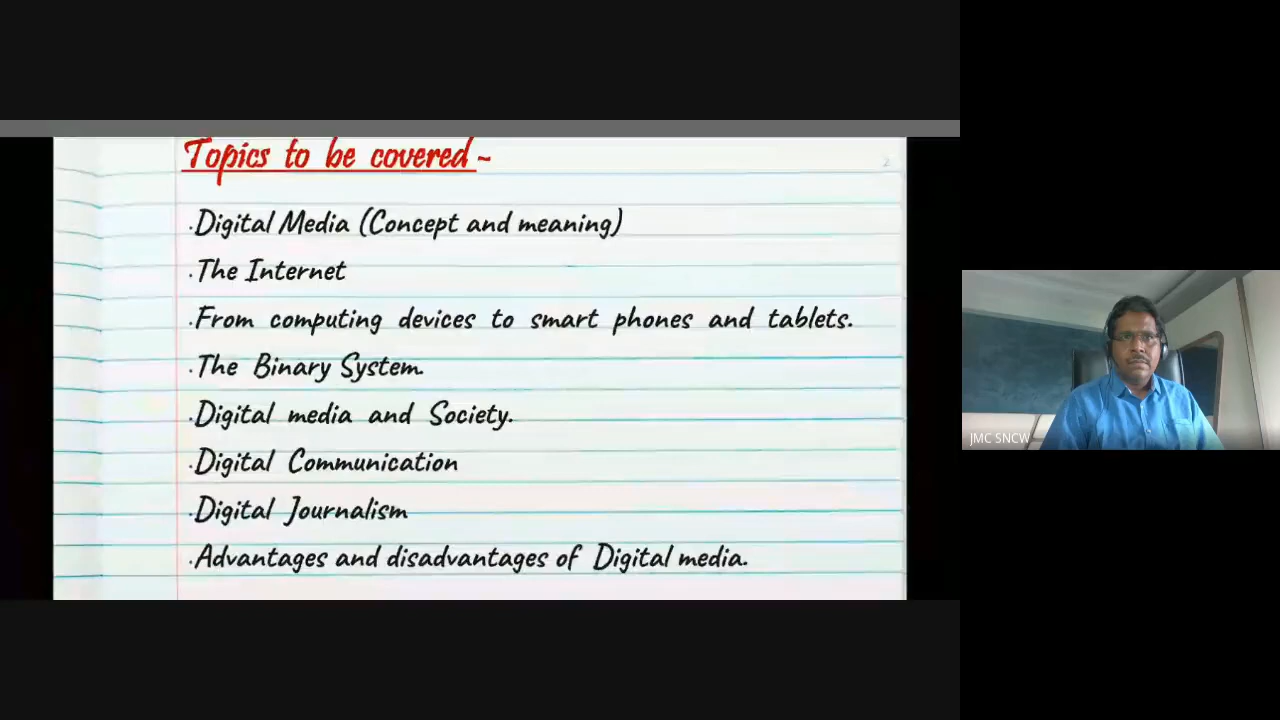 Topics to be covered ~
2
.Digital Media (Concept and meaning)
.The Internet
.From computing devices to smart phones and tablets.
.The Binary System.
.Digital media and Society.
.Digital Communication
.Digital Journalism
.Advantages and disadvantages of Digital media.
JMC SNCW